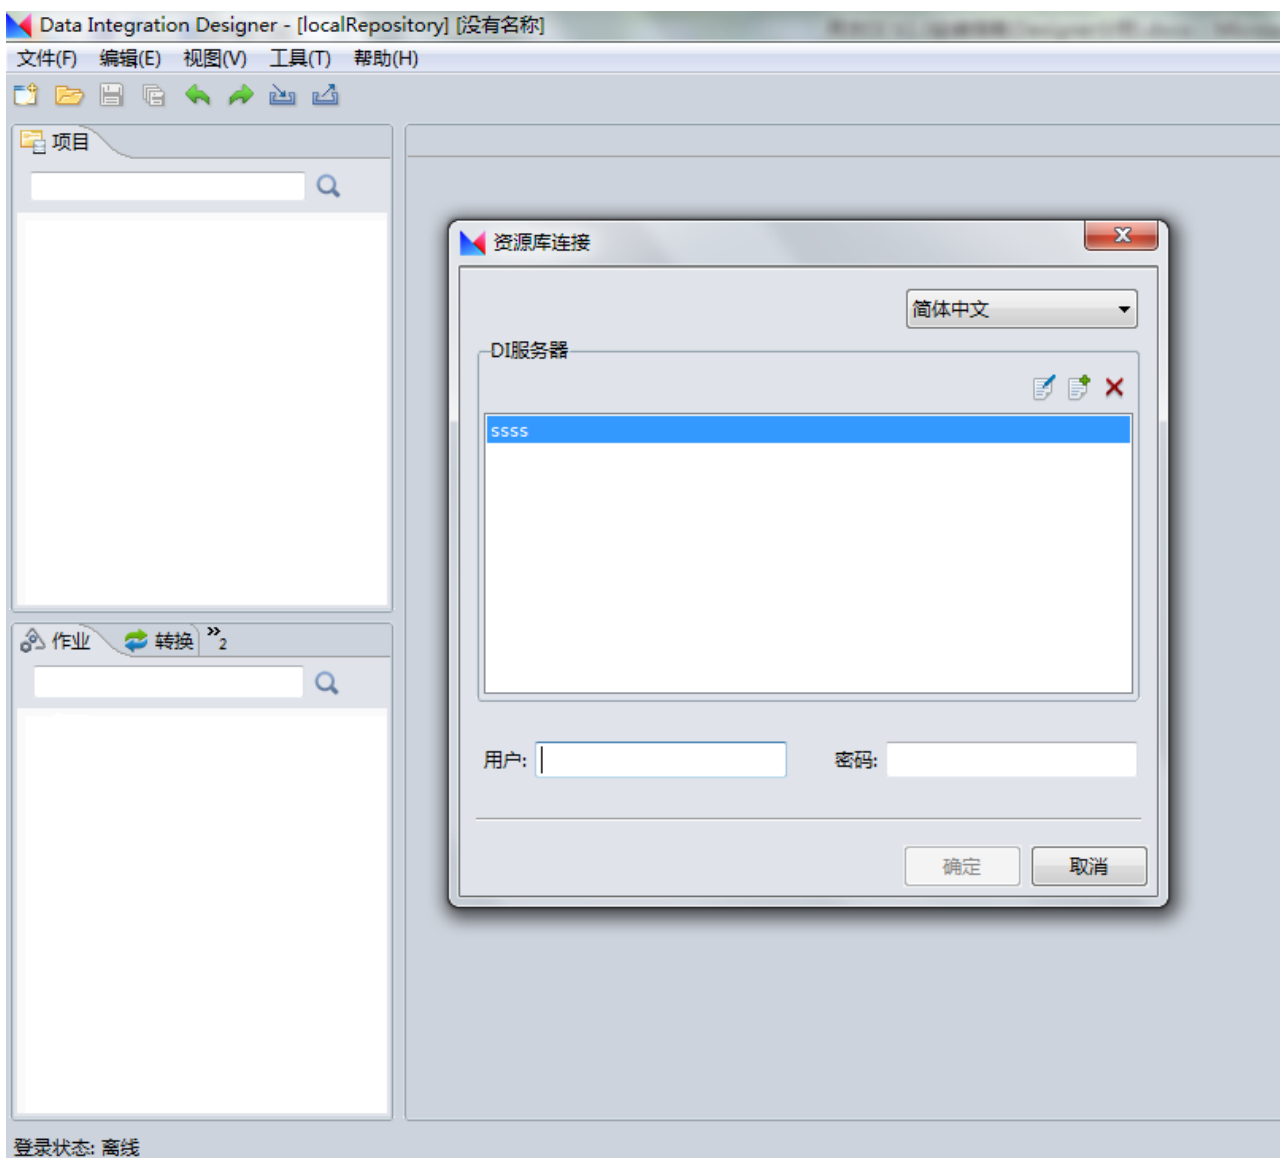 Data Integration Designer - [localRepository] [没有名称]
文件(F) 编辑(E) 视图(V) 工具(T) 帮助(H)
项目
资源库连接
简体中文
DI服务器
ssss
作业 转换 »2
用户: 密码:
确定 取消
登录状态: 离线